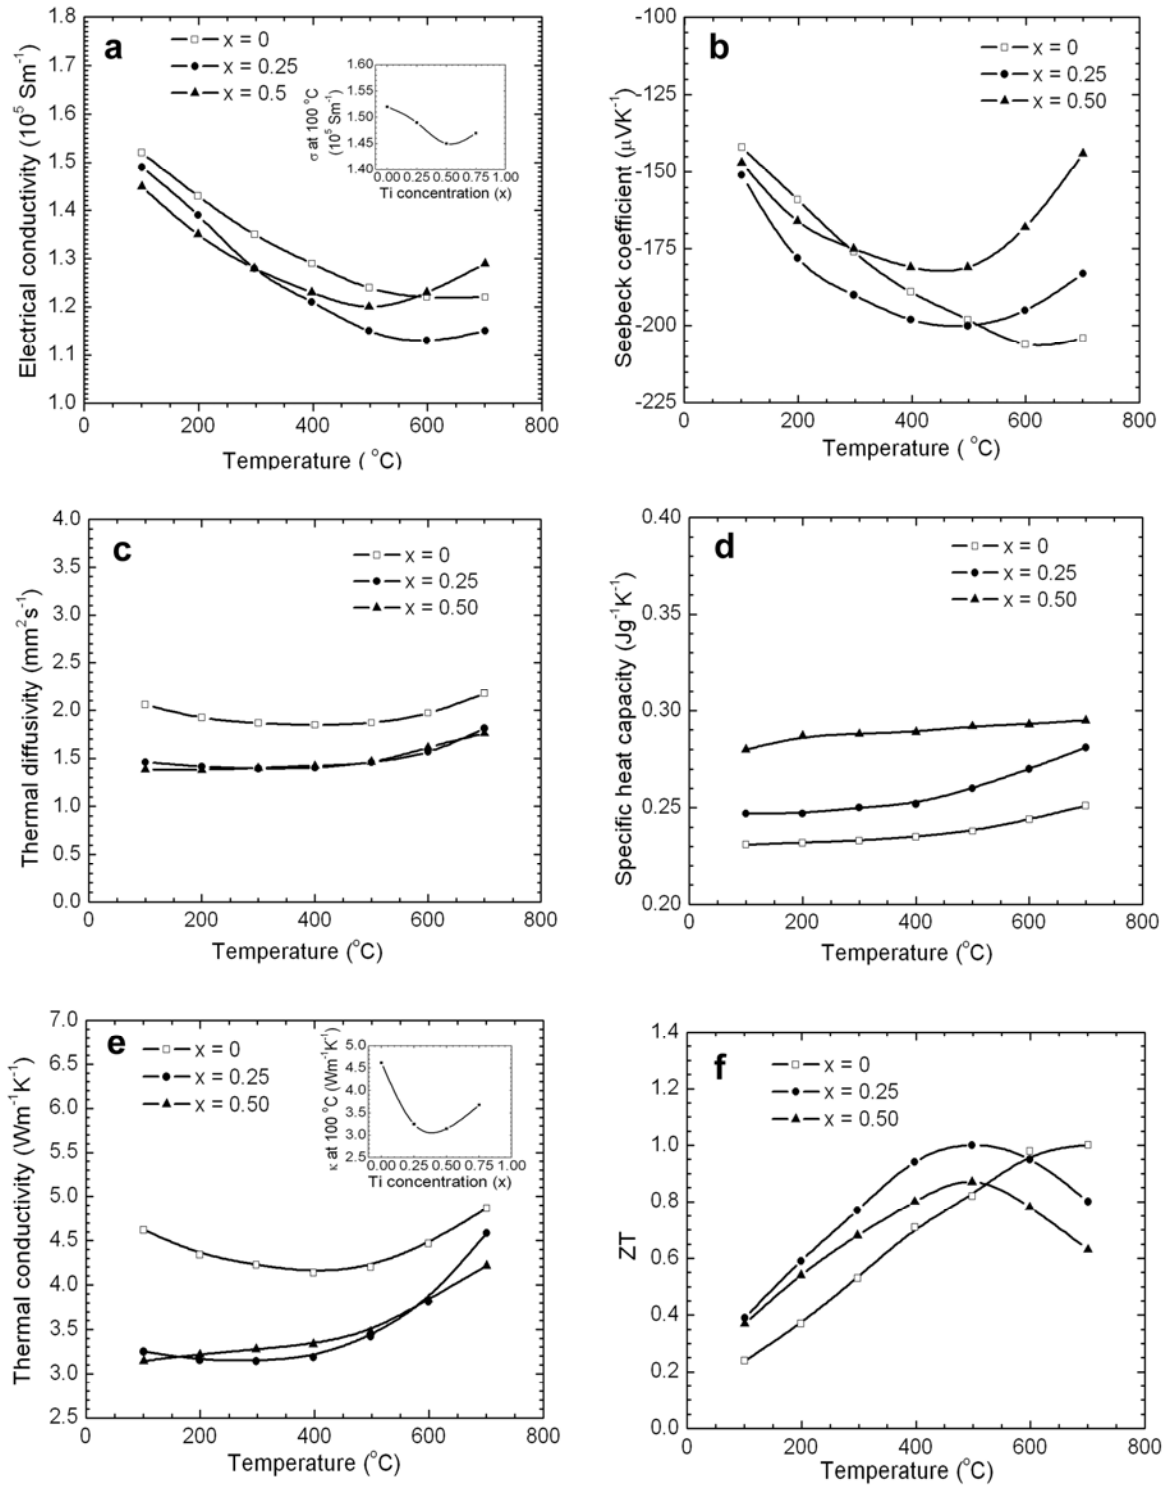 a
x = 0
x = 0.25
x = 0.5
Electrical conductivity (10⁵ Sm⁻¹)
1.8
1.7
1.6
1.5
1.4
1.3
1.2
1.1
1.0
0 200 400 600 800
Temperature ( °C)
σ at 100 °C
(10⁵ Sm⁻¹)
1.60
1.55
1.50
1.45
1.40
0.00 0.25 0.50 0.75 1.00
Ti concentration (x)
b
x = 0
x = 0.25
x = 0.50
Seebeck coefficient (μVK⁻¹)
-100
-125
-150
-175
-200
-225
0 200 400 600 800
Temperature ( °C)
c
x = 0
x = 0.25
x = 0.50
Thermal diffusivity (mm²s⁻¹)
4.0
3.5
3.0
2.5
2.0
1.5
1.0
0.5
0.0
0 200 400 600 800
Temperature (°C)
d
x = 0
x = 0.25
x = 0.50
Specific heat capacity (Jg⁻¹K⁻¹)
0.40
0.35
0.30
0.25
0.20
0 200 400 600 800
Temperature (°C)
e
x = 0
x = 0.25
x = 0.50
Thermal conductivity (Wm⁻¹K⁻¹)
7.0
6.5
6.0
5.5
5.0
4.5
4.0
3.5
3.0
2.5
0 200 400 600 800
Temperature (°C)
κ at 100 °C (Wm⁻¹K⁻¹)
5.0
4.5
4.0
3.5
3.0
2.5
0.00 0.25 0.50 0.75 1.00
Ti concentration (x)
f
x = 0
x = 0.25
x = 0.50
ZT
1.4
1.2
1.0
0.8
0.6
0.4
0.2
0.0
0 200 400 600 800
Temperature (°C)